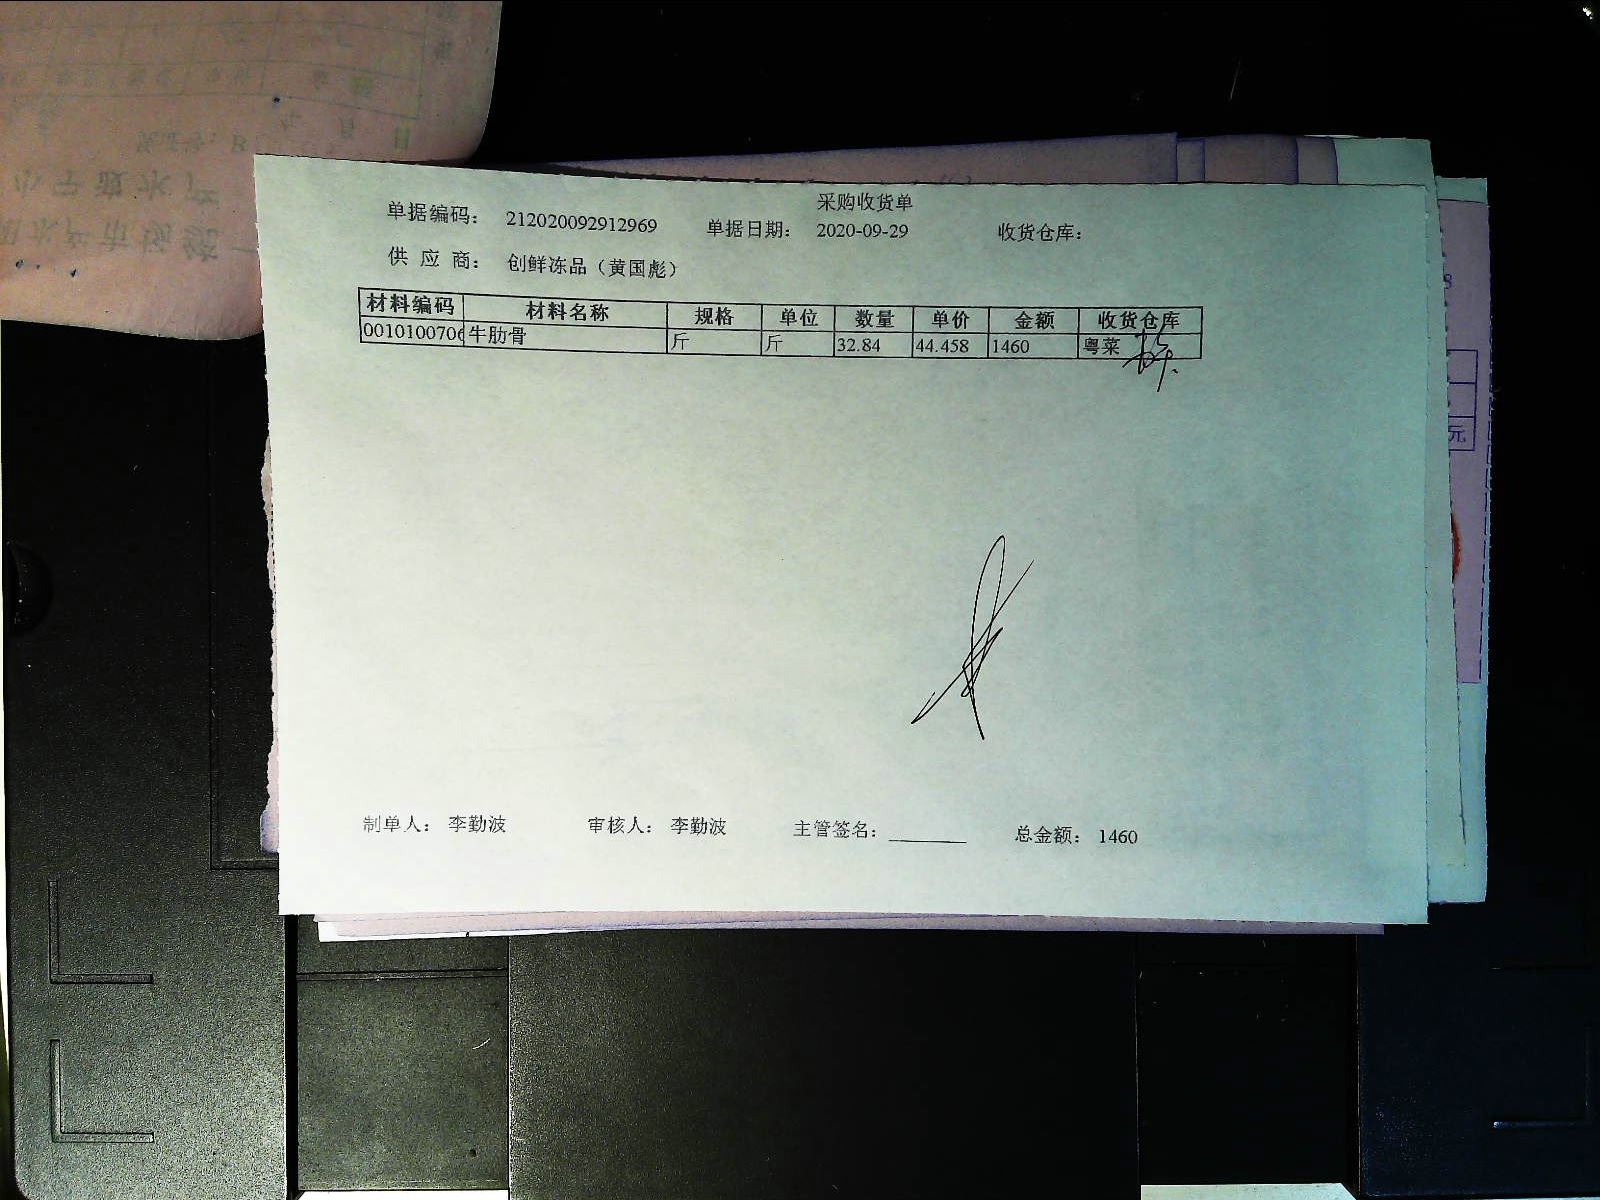 采购收货单
单据编码： 212020092912969 单据日期： 2020-09-29 收货仓库：
供 应 商： 创鲜冻品（黄国彪）
材料编码 材料名称 规格 单位 数量 单价 金额 收货仓库
0010100706 牛肋骨 斤 斤 32.84 44.458 1460 粤菜
制单人： 李勤波 审核人： 李勤波 主管签名： 总金额： 1460
元